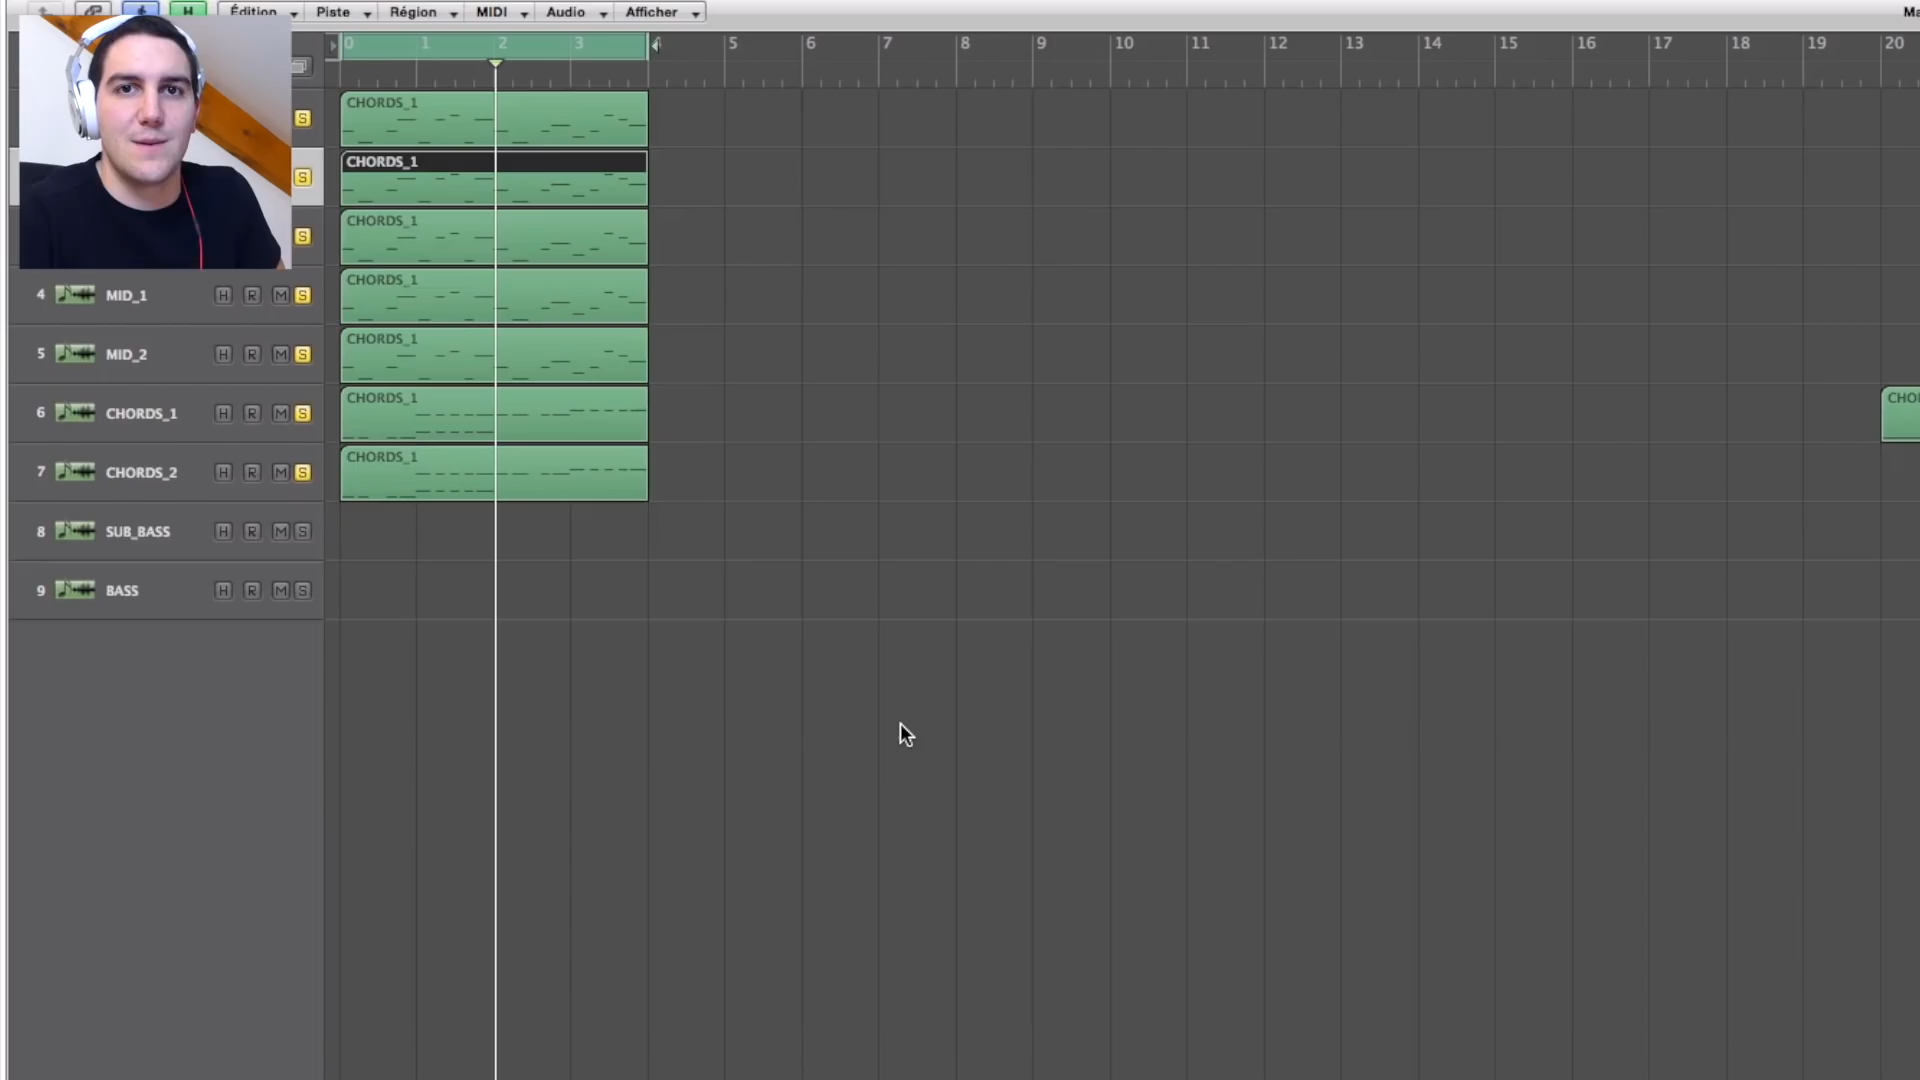 Édition Piste Région MIDI Audio Afficher Ma
0 1 2 3 4 5 6 7 8 9 10 11 12 13 14 15 16 17 18 19 20
CHORDS_1
S
CHORDS_1
S
CHORDS_1
S
4 MID_1 H R M S CHORDS_1
5 MID_2 H R M S CHORDS_1
6 CHORDS_1 H R M S CHORDS_1 CHO
7 CHORDS_2 H R M S CHORDS_1
8 SUB_BASS H R M S
9 BASS H R M S